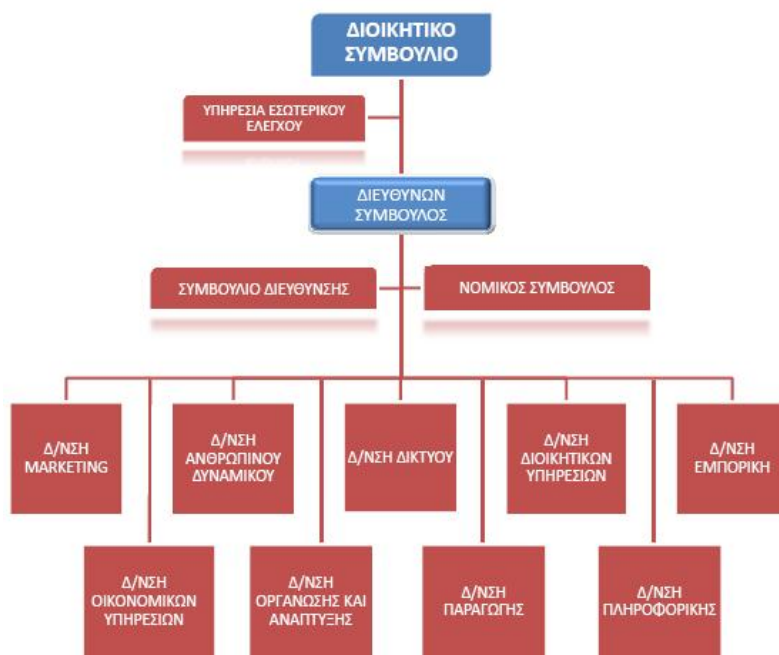 ΔΙΟΙΚΗΤΙΚΟ
ΣΥΜΒΟΥΛΙΟ
ΥΠΗΡΕΣΙΑ ΕΣΩΤΕΡΙΚΟΥ
ΕΛΕΓΧΟΥ
ΔΙΕΥΘΥΝΩΝ
ΣΥΜΒΟΥΛΟΣ
ΣΥΜΒΟΥΛΙΟ ΔΙΕΥΘΥΝΣΗΣ
ΝΟΜΙΚΟΣ ΣΥΜΒΟΥΛΟΣ
Δ/ΝΣΗ
MARKETING
Δ/ΝΣΗ
ΑΝΘΡΩΠΙΝΟΥ
ΔΥΝΑΜΙΚΟΥ
Δ/ΝΣΗ ΔΙΚΤΥΟΥ
Δ/ΝΣΗ
ΔΙΟΙΚΗΤΙΚΩΝ
ΥΠΗΡΕΣΙΩΝ
Δ/ΝΣΗ
ΕΜΠΟΡΙΚΗ
Δ/ΝΣΗ
ΟΙΚΟΝΟΜΙΚΩΝ
ΥΠΗΡΕΣΙΩΝ
Δ/ΝΣΗ
ΟΡΓΑΝΩΣΗΣ ΚΑΙ
ΑΝΑΠΤΥΞΗΣ
Δ/ΝΣΗ
ΠΑΡΑΓΩΓΗΣ
Δ/ΝΣΗ
ΠΛΗΡΟΦΟΡΙΚΗΣ